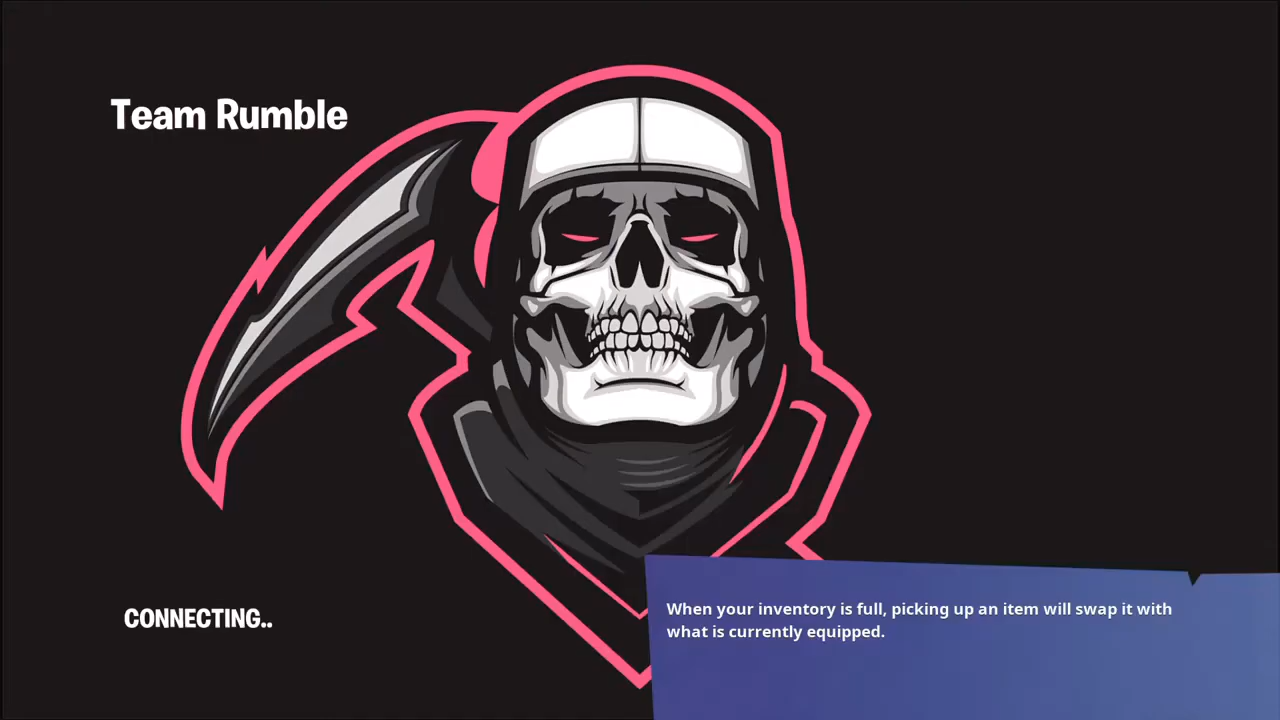 Team Rumble
CONNECTING..
When your inventory is full, picking up an item will swap it with
what is currently equipped.